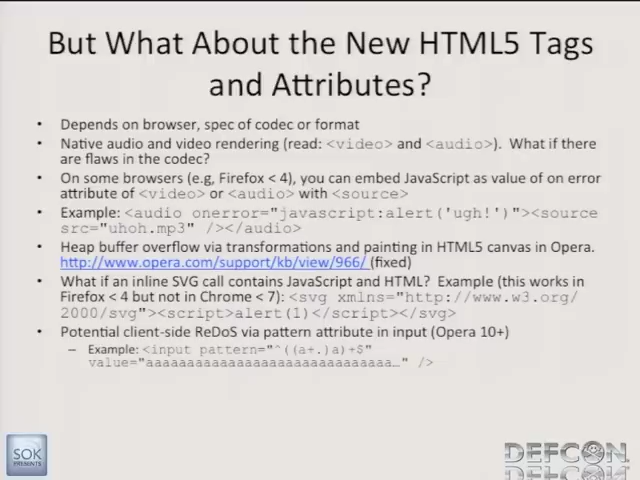 But What About the New HTML5 Tags
and Attributes?
• Depends on browser, spec of codec or format
• Native audio and video rendering (read: <video> and <audio>). What if there
are flaws in the codec?
• On some browsers (e.g, Firefox < 4), you can embed JavaScript as value of on error
attribute of <video> or <audio> with <source>
• Example: <audio onerror="javascript:alert('ugh!')"><source
src="uhoh.mp3" /></audio>
• Heap buffer overflow via transformations and painting in HTML5 canvas in Opera.
http://www.opera.com/support/kb/view/966/ (fixed)
• What if an inline SVG call contains JavaScript and HTML? Example (this works in
Firefox < 4 but not in Chrome < 7): <svg xmlns="http://www.w3.org/
2000/svg"><script>alert(1)</script></svg>
• Potential client-side ReDoS via pattern attribute in input (Opera 10+)
– Example: <input pattern="^((a+.)a)+$"
value="aaaaaaaaaaaaaaaaaaaaaaaaaaaaaa…" />
SOK
PRESENTS
DEFCON